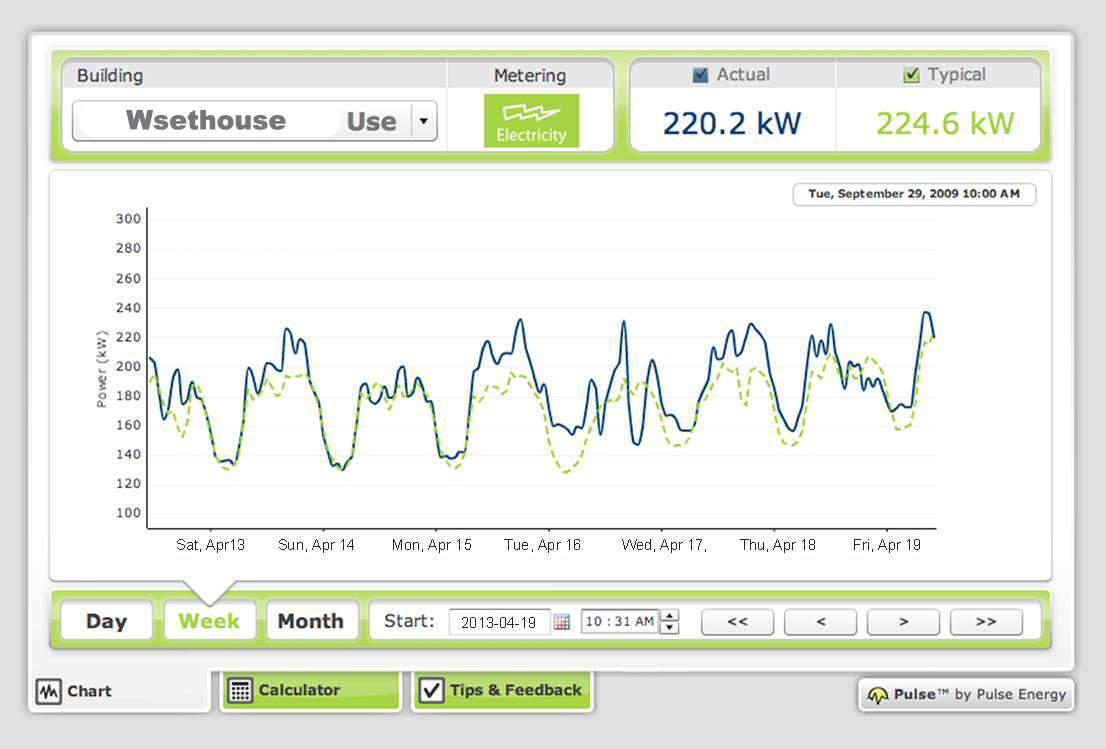 Building
Metering
Actual
Typical
Wsethouse Use
Electricity
220.2 kW
224.6 kW
Tue, September 29, 2009 10:00 AM
Power (kW)
300
280
260
240
220
200
180
160
140
120
100
Sat, Apr13
Sun, Apr 14
Mon, Apr 15
Tue, Apr 16
Wed, Apr 17,
Thu, Apr 18
Fri, Apr 19
Day
Week
Month
Start:
2013-04-19
10 : 31 AM
<<
<
>
>>
Chart
Calculator
Tips & Feedback
Pulse™ by Pulse Energy